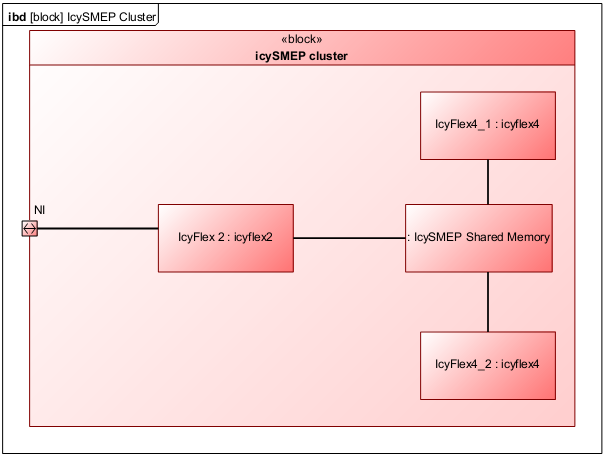 ibd [block] IcySMEP Cluster
«block»
icySMEP cluster
IcyFlex4_1 : icyflex4
NI
IcyFlex 2 : icyflex2
: IcySMEP Shared Memory
IcyFlex4_2 : icyflex4